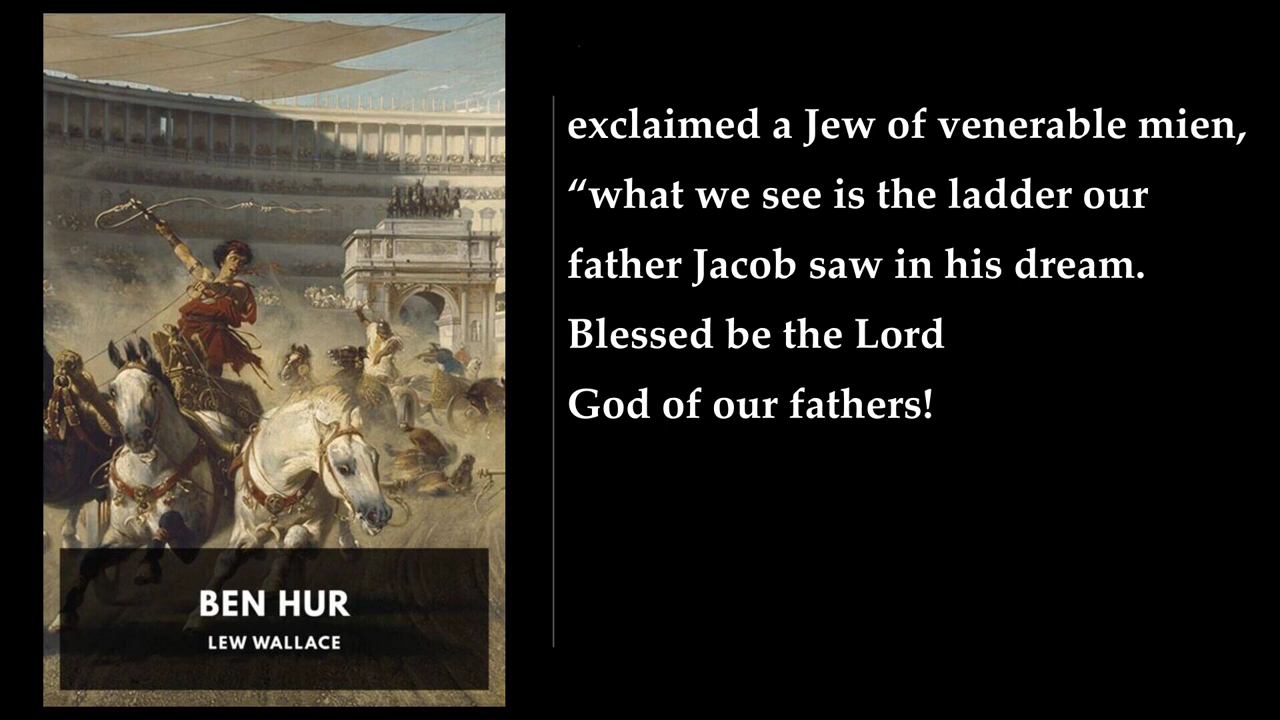 exclaimed a Jew of venerable mien,
“what we see is the ladder our
father Jacob saw in his dream.
Blessed be the Lord
God of our fathers!
BEN HUR
LEW WALLACE